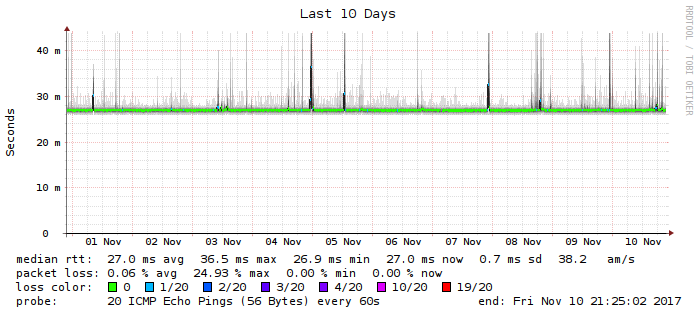 Last 10 Days
RRDTOOL / TOBI OETIKER
Seconds
40 m
30 m
20 m
10 m
0
01 Nov 02 Nov 03 Nov 04 Nov 05 Nov 06 Nov 07 Nov 08 Nov 09 Nov 10 Nov
median rtt: 27.0 ms avg 36.5 ms max 26.9 ms min 27.0 ms now 0.7 ms sd 38.2 am/s
packet loss: 0.06 % avg 24.93 % max 0.00 % min 0.00 % now
loss color: 0 1/20 2/20 3/20 4/20 10/20 19/20
probe: 20 ICMP Echo Pings (56 Bytes) every 60s end: Fri Nov 10 21:25:02 2017